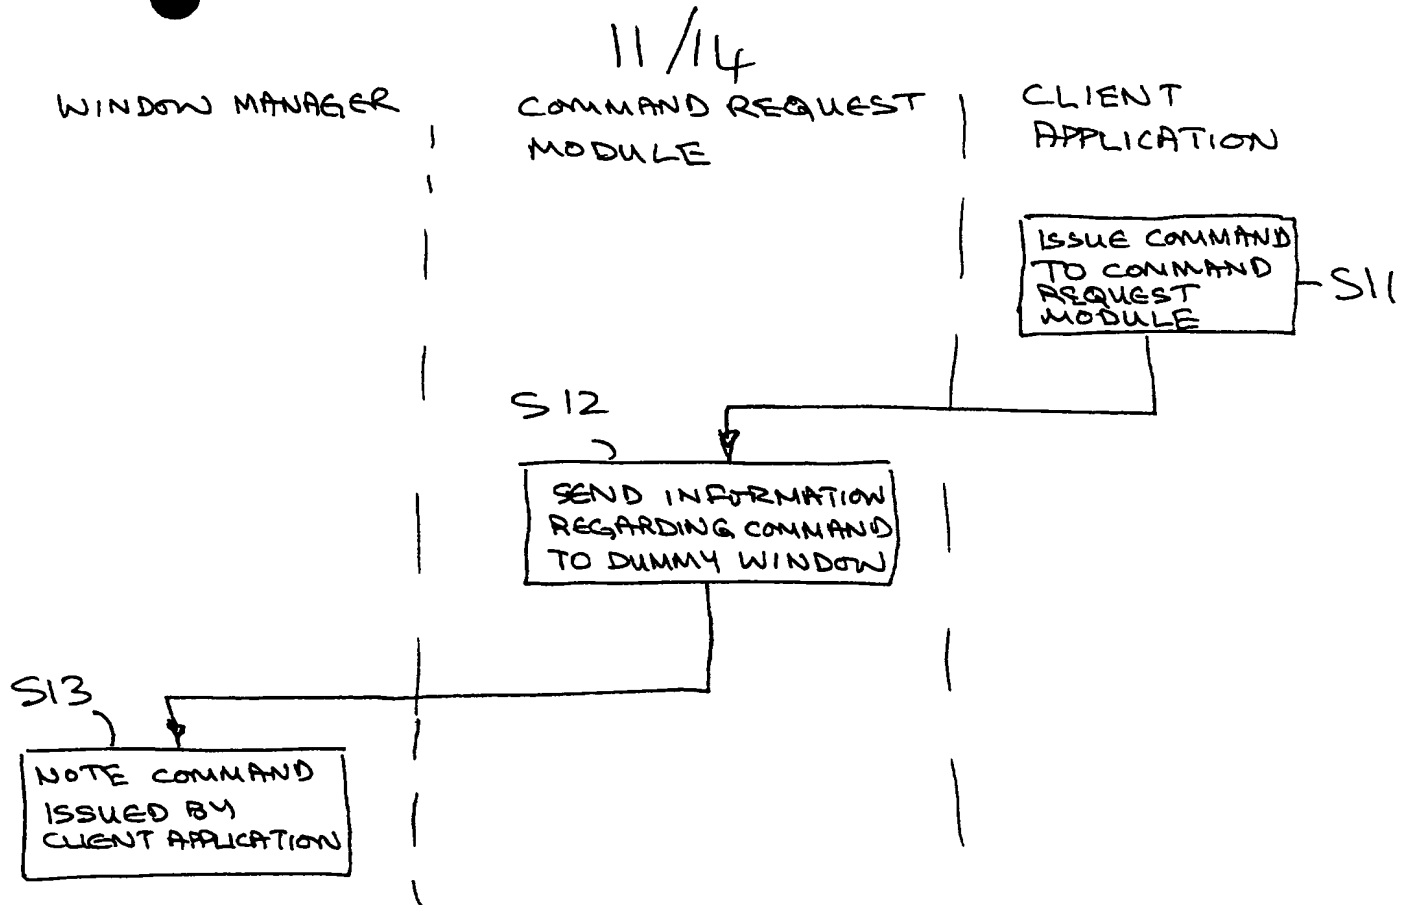 11/14
WINDOW MANAGER
COMMAND REQUEST
MODULE
CLIENT
APPLICATION
ISSUE COMMAND
TO COMMAND
REQUEST
MODULE
S11
S12
SEND INFORMATION
REGARDING COMMAND
TO DUMMY WINDOW
S13
NOTE COMMAND
ISSUED BY
CLIENT APPLICATION